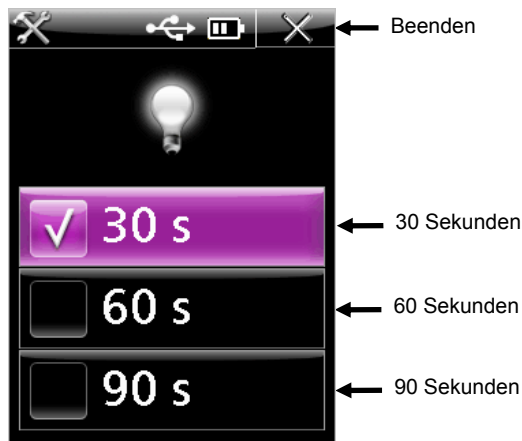 Beenden
30 s
30 Sekunden
60 s
60 Sekunden
90 s
90 Sekunden